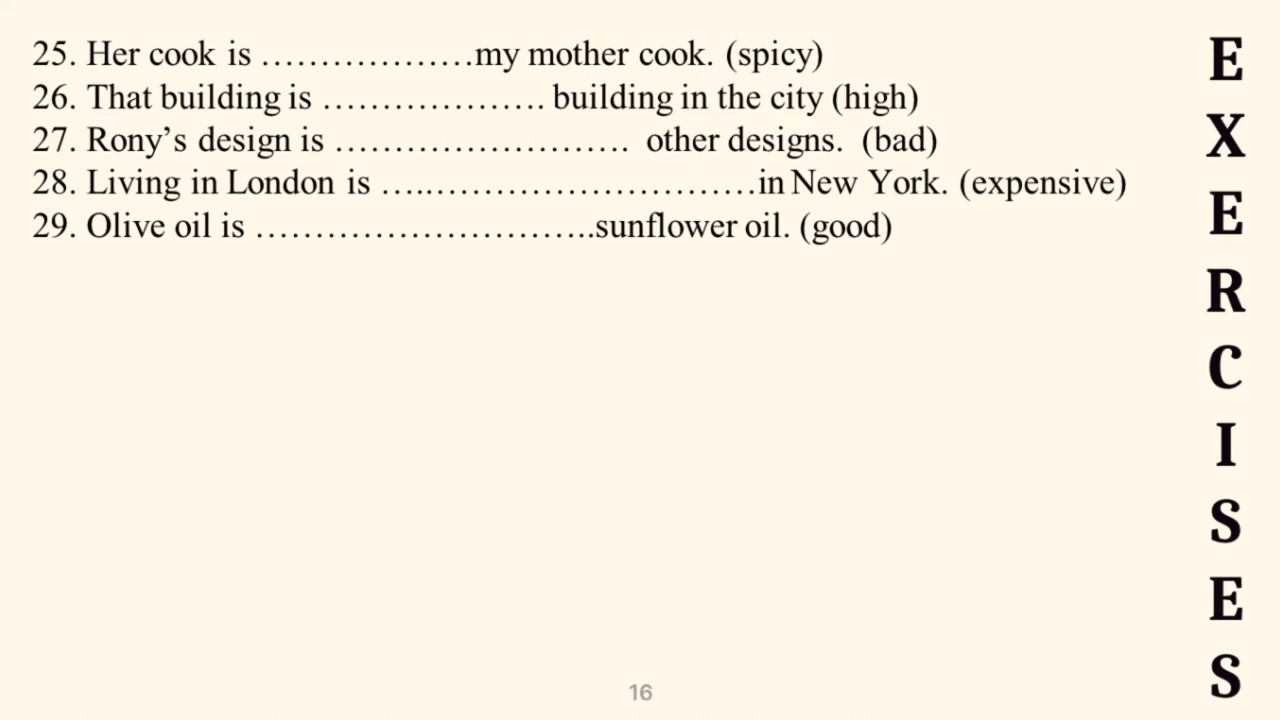 25. Her cook is ………………my mother cook. (spicy)
26. That building is …………………. building in the city (high)
27. Rony’s design is ……………………. other designs. (bad)
28. Living in London is …..…………………………in New York. (expensive)
29. Olive oil is …………………………..sunflower oil. (good)
E
X
E
R
C
I
S
E
S
16